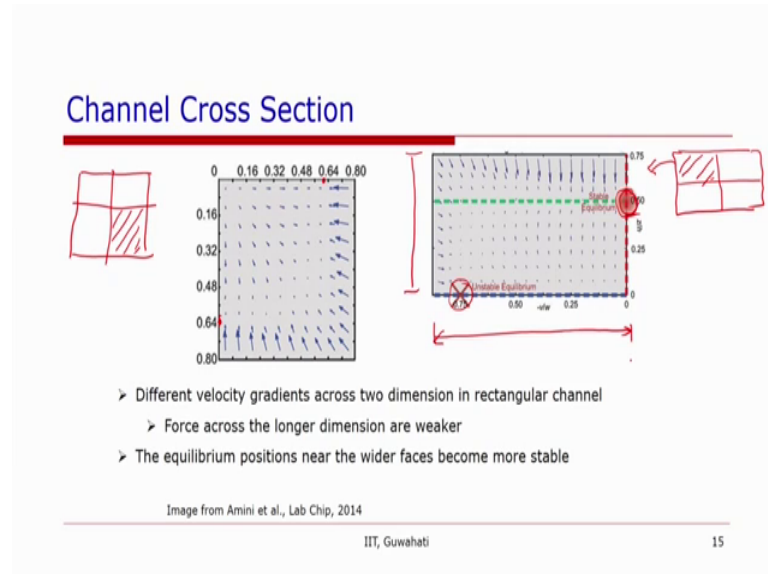 Channel Cross Section
0 0.16 0.32 0.48 0.64 0.80
0.16
0.32
0.48
0.64
0.80
0.75
Stable
Equilibrium
0.25
Unstable Equilibrium
0
0.50 0.25 0
➢ Different velocity gradients across two dimension in rectangular channel
➢ Force across the longer dimension are weaker
➢ The equilibrium positions near the wider faces become more stable
Image from Amini et al., Lab Chip, 2014
IIT, Guwahati 15